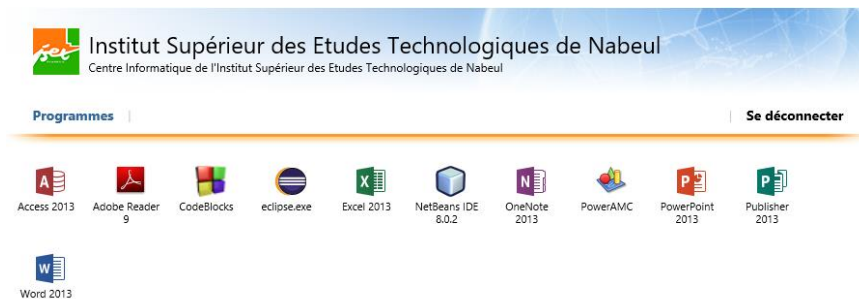 iset
Institut Supérieur des Etudes Technologiques de Nabeul
Centre Informatique de l'Institut Supérieur des Etudes Technologiques de Nabeul
Programmes | | Se déconnecter
Access 2013 Adobe Reader 9 CodeBlocks eclipse.exe Excel 2013 NetBeans IDE 8.0.2 OneNote 2013 PowerAMC PowerPoint 2013 Publisher 2013
Word 2013